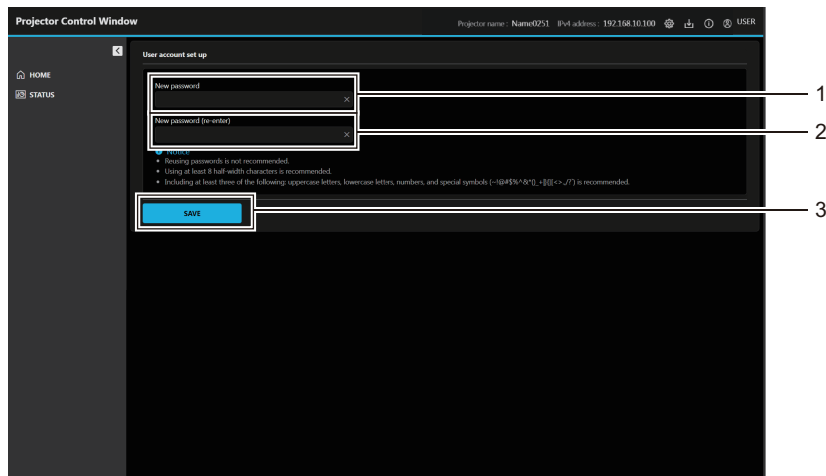 Projector Control Window
Projector name : Name0251 IPv4 address : 192.168.10.100 USER
HOME
STATUS
User account set up
New password
1
New password (re-enter)
2
Notice
• Reusing passwords is not recommended.
• Using at least 8 half-width characters is recommended.
• Including at least three of the following: uppercase letters, lowercase letters, numbers, and special symbols is recommended.
SAVE
3